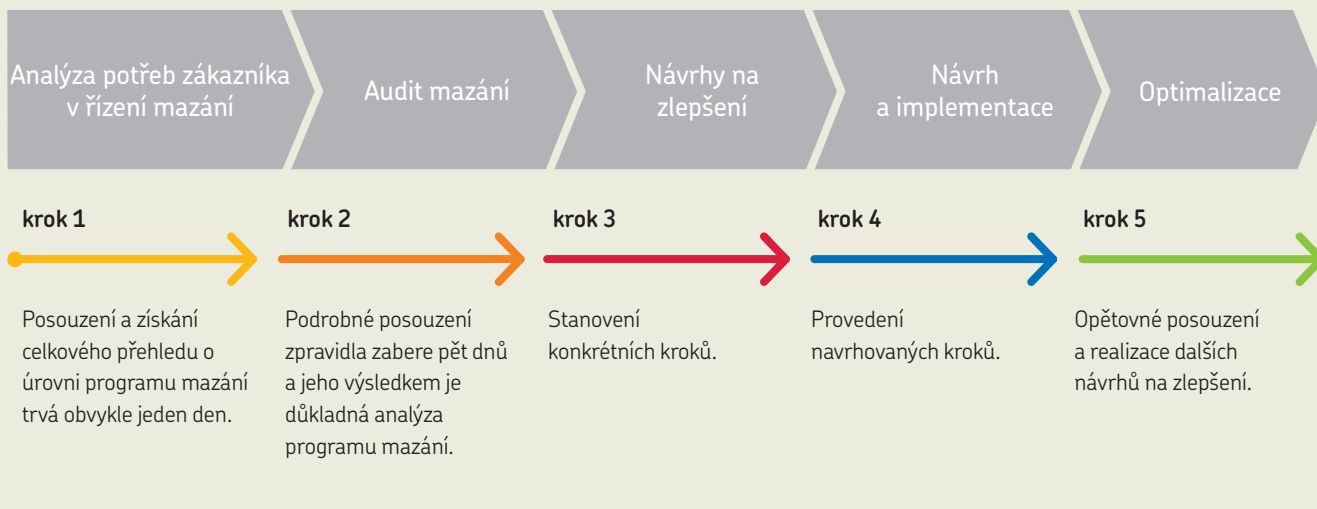 Analýza potřeb zákazníka
v řízení mazání
Audit mazání
Návrhy na
zlepšení
Návrh
a implementace
Optimalizace
krok 1
Posouzení a získání
celkového přehledu o
úrovni programu mazání
trvá obvykle jeden den.
krok 2
Podrobné posouzení
zpravidla zabere pět dnů
a jeho výsledkem je
důkladná analýza
programu mazání.
krok 3
Stanovení
konkrétních kroků.
krok 4
Provedení
navrhovaných kroků.
krok 5
Opětovné posouzení
a realizace dalších
návrhů na zlepšení.